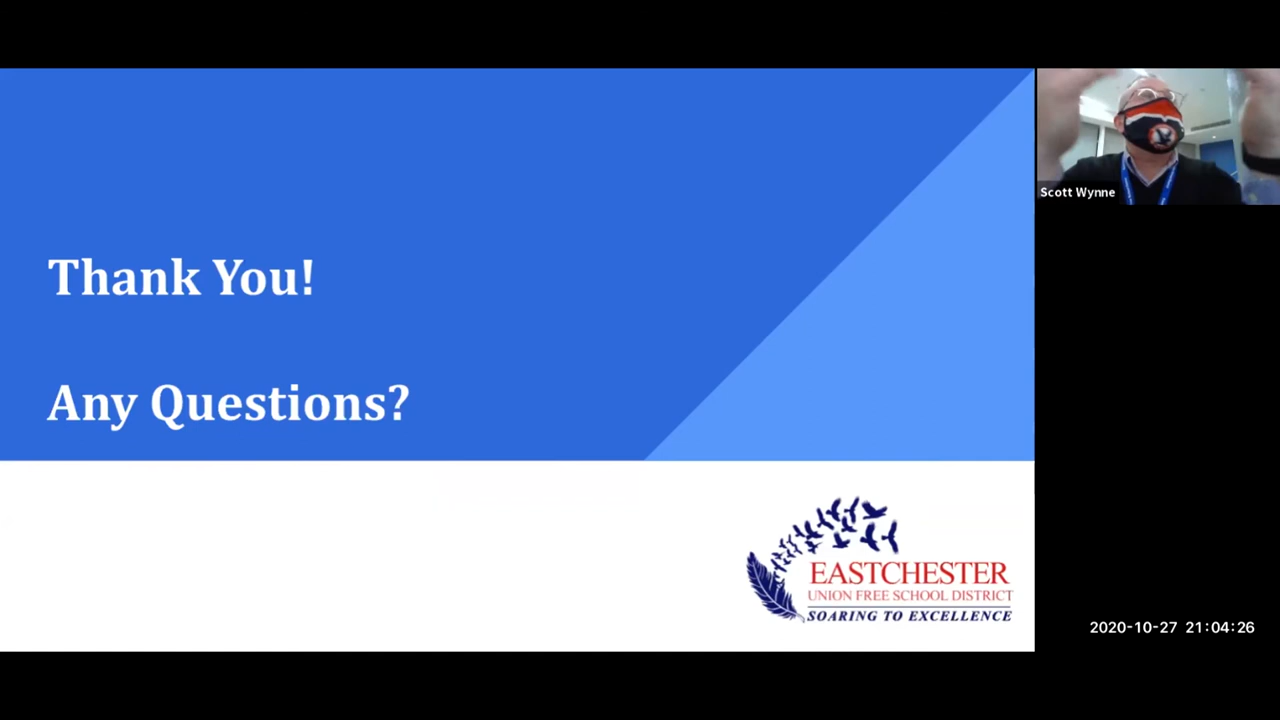 Thank You!
Any Questions?
Scott Wynne
EASTCHESTER
UNION FREE SCHOOL DISTRICT
SOARING TO EXCELLENCE
2020-10-27 21:04:26